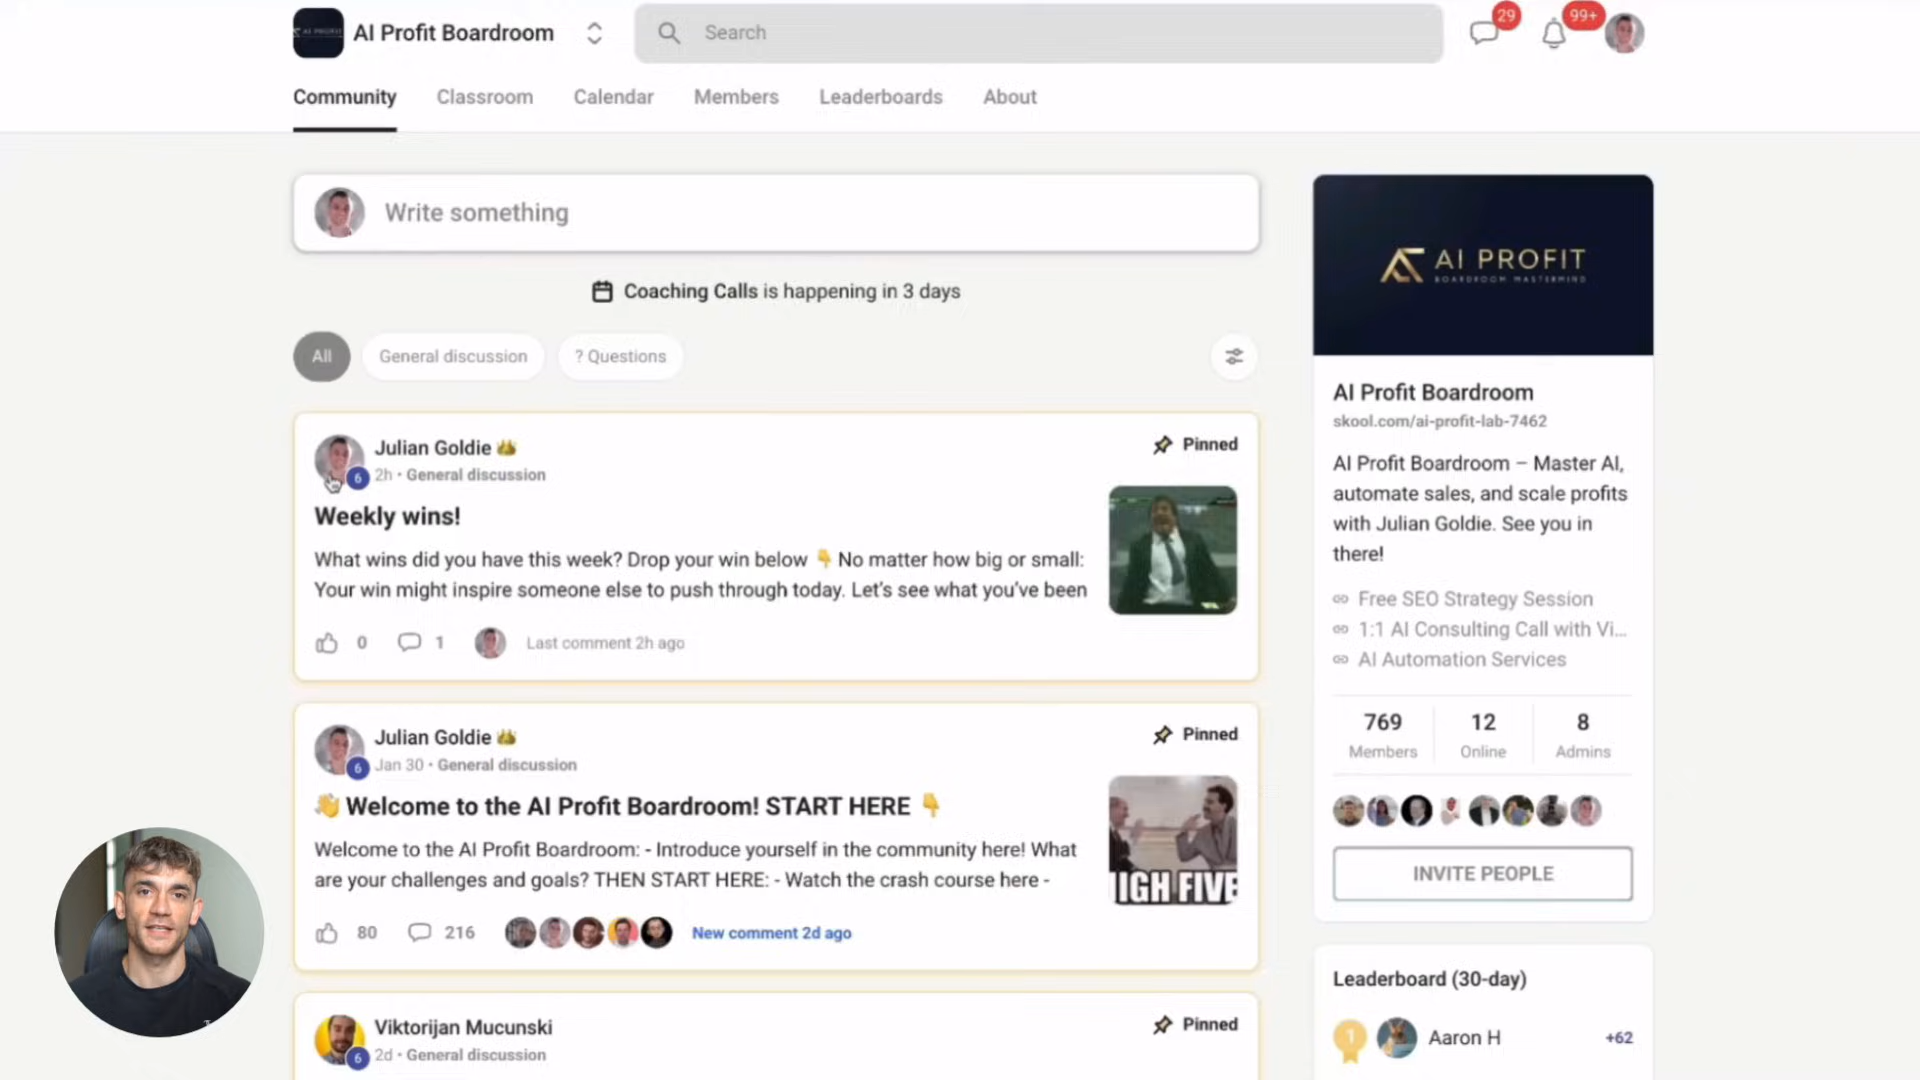 AI Profit Boardroom
Search
29
99+
Community Classroom Calendar Members Leaderboards About
Write something
Coaching Calls is happening in 3 days
All General discussion ? Questions
Julian Goldie
Pinned
6
2h • General discussion
Weekly wins!
What wins did you have this week? Drop your win below 👇 No matter how big or small:
Your win might inspire someone else to push through today. Let's see what you've been
0 1 Last comment 2h ago
Julian Goldie
Pinned
6
Jan 30 • General discussion
👋 Welcome to the AI Profit Boardroom! START HERE 👇
Welcome to the AI Profit Boardroom: - Introduce yourself in the community here! What
are your challenges and goals? THEN START HERE: - Watch the crash course here -
HIGH FIVE
80 216 New comment 2d ago
Viktorijan Mucunski
Pinned
6
2d • General discussion
AI PROFIT
BOARDROOM MASTERMIND
AI Profit Boardroom
skool.com/ai-profit-lab-7462
AI Profit Boardroom – Master AI,
automate sales, and scale profits
with Julian Goldie. See you in
there!
Free SEO Strategy Session
1:1 AI Consulting Call with Vi...
AI Automation Services
769 12 8
Members Online Admins
INVITE PEOPLE
Leaderboard (30-day)
1 Aaron H +62